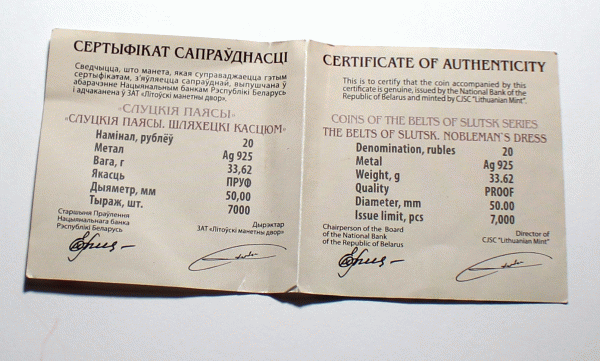 СЕРТЫФІКАТ САПРАЎДНАСЦІ
Сведчыцца, што манета, якая суправаджаецца гэтым
сертыфікатам, з'яўляецца сапраўднай, выпушчана ў
абарачэнне Нацыянальным банкам Рэспублікі Беларусь
і адчаканена ў ЗАТ «Літоўскі манетны двор».
«СЛУЦКІЯ ПАЯСЫ»
«СЛУЦКІЯ ПАЯСЫ. ШЛЯХЕЦКІ КАСЦЮМ»
Намінал, рублёў 20
Метал Ag 925
Вага, г 33,62
Якасць ПРУФ
Дыяметр, мм 50,00
Тыраж, шт. 7000
Старшыня Праўлення
Нацыянальнага банка
Рэспублікі Беларусь
Дырэктар
ЗАТ «Літоўскі манетны двор»
CERTIFICATE OF AUTHENTICITY
This is to certify that the coin accompanied by this
certificate is genuine, issued by the National Bank of the
Republic of Belarus and minted by CJSC "Lithuanian Mint".
COINS OF THE BELTS OF SLUTSK SERIES
THE BELTS OF SLUTSK. NOBLEMAN`S DRESS
Denomination, rubles 20
Metal Ag 925
Weight, g 33.62
Quality PROOF
Diameter, mm 50.00
Issue limit, pcs 7,000
Chairperson of the Board
of the National Bank
of the Republic of Belarus
Director of
CJSC "Lithuanian Mint"